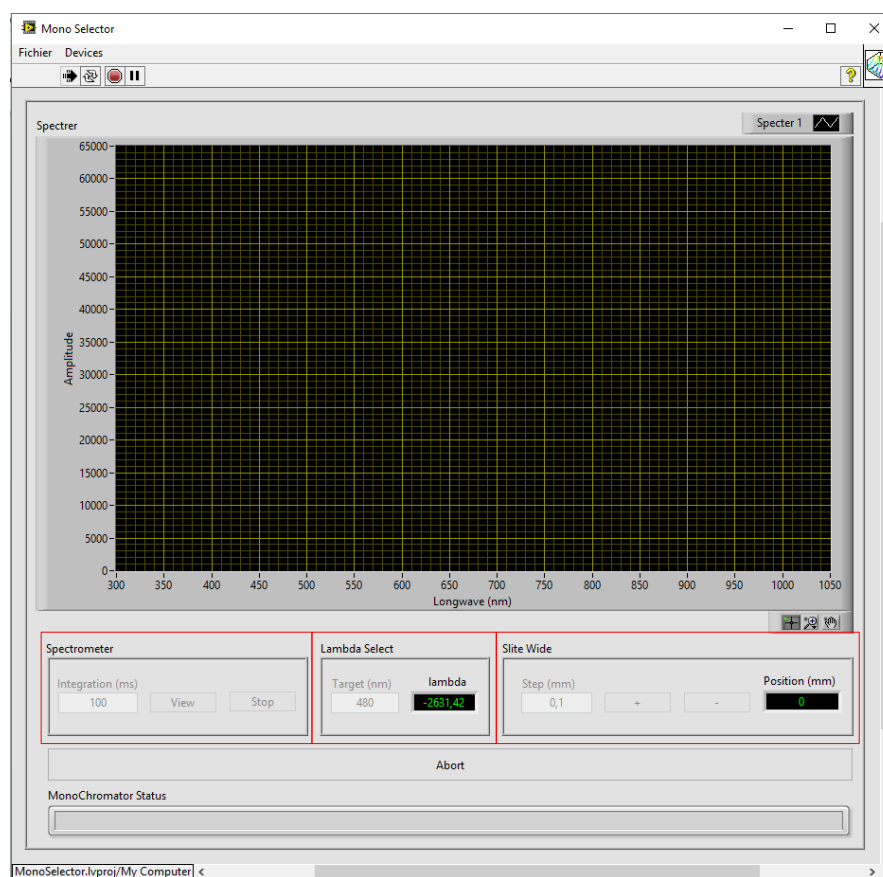 Mono Selector
Fichier Devices
?
Spectrer
Specter 1
65000
60000
55000
50000
45000
40000
35000
30000
25000
20000
15000
10000
5000
0
Amplitude
300 350 400 450 500 550 600 650 700 750 800 850 900 950 1000 1050
Longwave (nm)
Spectrometer
Integration (ms)
100 View Stop
Lambda Select
Target (nm) lambda
480 -2631,42
Slite Wide
Step (mm) Position (mm)
0,1 + - 0
Abort
MonoChromator Status
MonoSelector.lvproj/My Computer